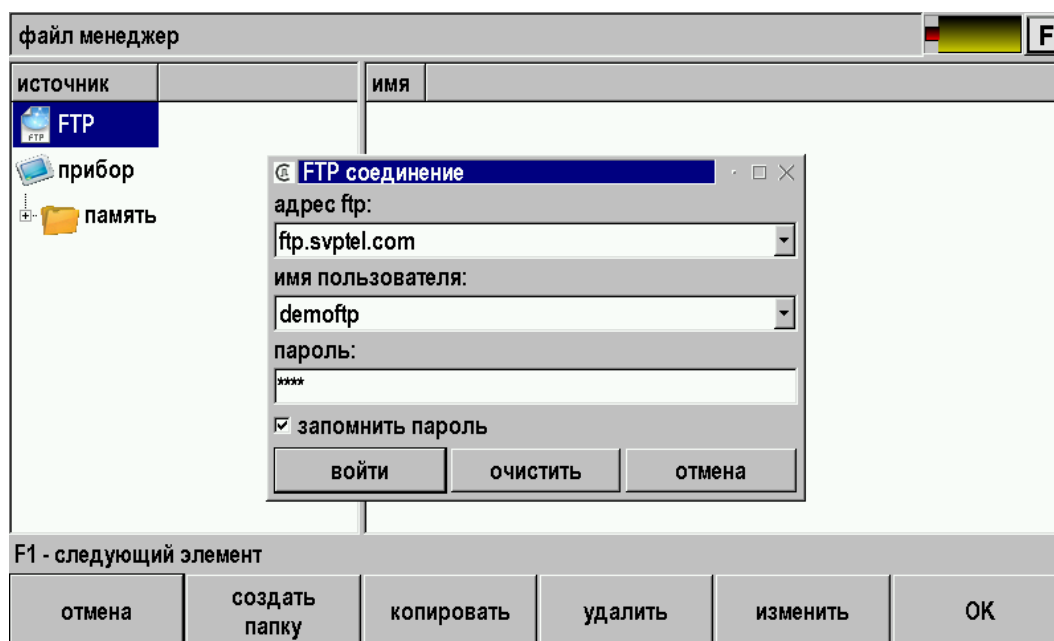 файл менеджер
F
источник
имя
FTP
FTP
прибор
память
FTP соединение
адрес ftp:
ftp.svptel.com
имя пользователя:
demoftp
пароль:
****
запомнить пароль
войти
очистить
отмена
F1 - следующий элемент
отмена
создать
папку
копировать
удалить
изменить
OK